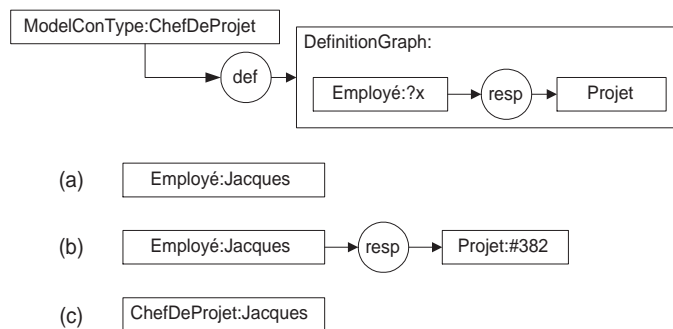 ModelConType:ChefDeProjet
DefinitionGraph:
def
Employé:?x
resp
Projet
(a)
Employé:Jacques
(b)
Employé:Jacques
resp
Projet:#382
(c)
ChefDeProjet:Jacques